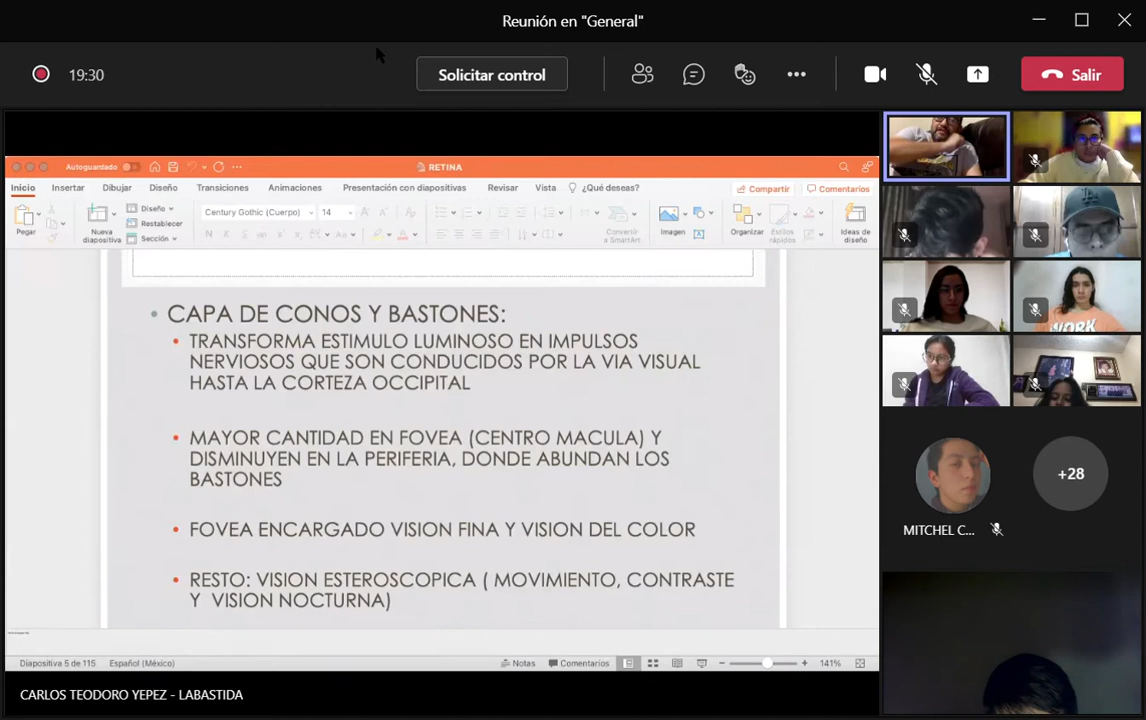 Reunión en "General"
19:30
Solicitar control
Salir
Autoguardado
RETINA
Inicio
Insertar
Dibujar
Diseño
Transiciones
Animaciones
Presentación con diapositivas
Revisar
Vista
¿Qué deseas?
Compartir
Comentarios
Pegar
Nueva
diapositiva
Diseño
Restablecer
Sección
Century Gothic (Cuerpo)
14
Convertir
a SmartArt
Imagen
Organizar
Estilos
rápidos
Ideas de
diseño
• CAPA DE CONOS Y BASTONES:
• TRANSFORMA ESTIMULO LUMINOSO EN IMPULSOS
NERVIOSOS QUE SON CONDUCIDOS POR LA VIA VISUAL
HASTA LA CORTEZA OCCIPITAL
• MAYOR CANTIDAD EN FOVEA (CENTRO MACULA) Y
DISMINUYEN EN LA PERIFERIA, DONDE ABUNDAN LOS
BASTONES
• FOVEA ENCARGADO VISION FINA Y VISION DEL COLOR
• RESTO: VISION ESTEROSCOPICA ( MOVIMIENTO, CONTRASTE
Y VISION NOCTURNA)
Diapositiva 5 de 115
Español (México)
Notas
Comentarios
141%
CARLOS TEODORO YEPEZ - LABASTIDA
WORK
+28
MITCHEL C...